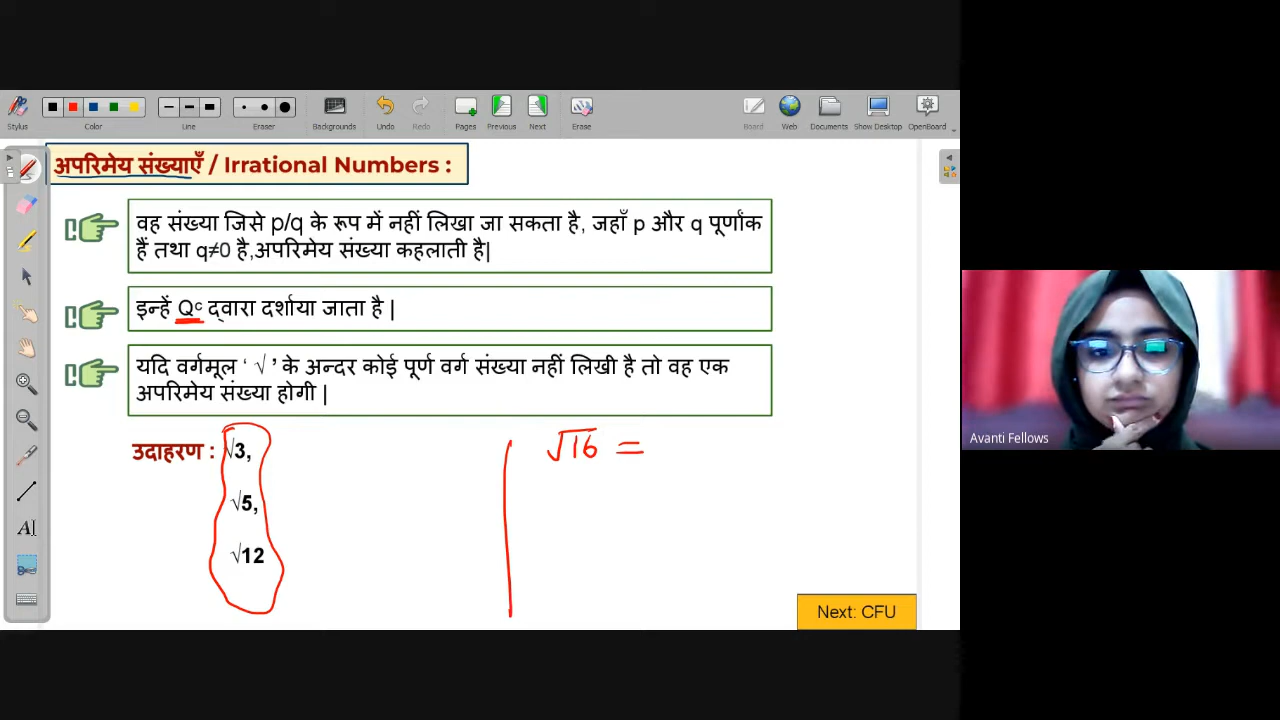 Stylus Color Line Eraser Backgrounds Undo Redo Pages Previous Next Erase Board Web Documents Show Desktop OpenBoard
अपरिमेय संख्याएँ / Irrational Numbers :
वह संख्या जिसे p/q के रूप में नहीं लिखा जा सकता है, जहाँ p और q पूर्णांक
हैं तथा q≠0 है,अपरिमेय संख्या कहलाती है|
इन्हें Qᶜ द्वारा दर्शाया जाता है |
यदि वर्गमूल ‘ √ ’ के अन्दर कोई पूर्ण वर्ग संख्या नहीं लिखी है तो वह एक
अपरिमेय संख्या होगी |
उदाहरण : √3,
√16 =
√5,
√12
Next: CFU
Avanti Fellows